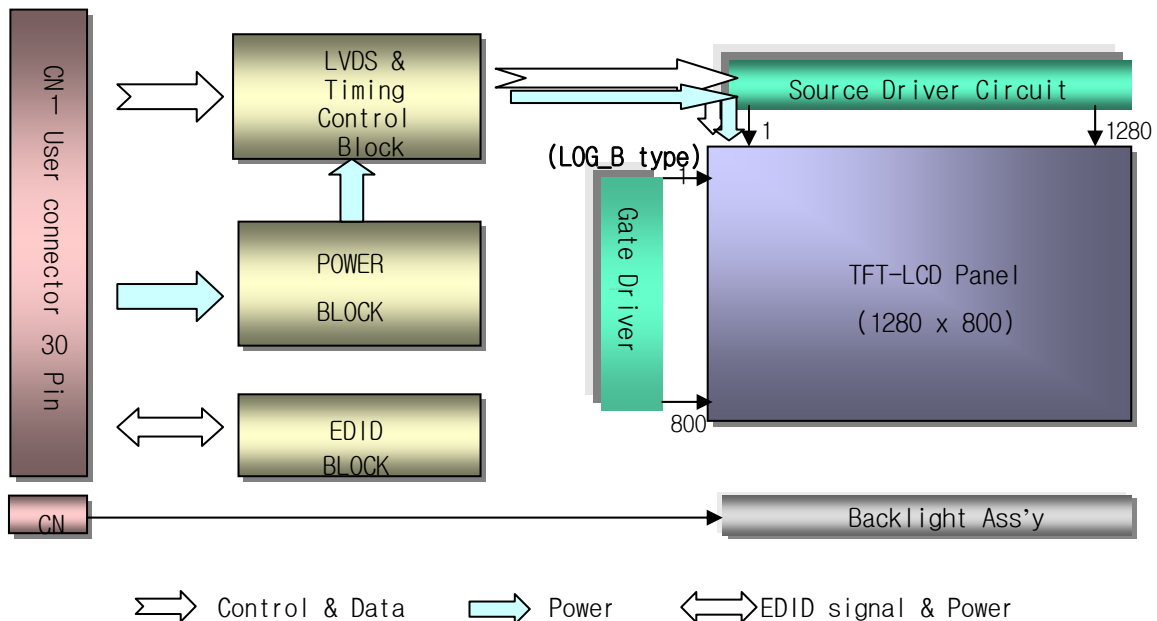 CN- User connector 30 Pin
LVDS &
Timing
Control
Block
POWER
BLOCK
EDID
BLOCK
Source Driver Circuit
1
1280
(LOG_B type)
1
Gate Driver
800
TFT-LCD Panel
(1280 x 800)
CN
Backlight Ass'y
Control & Data
Power
EDID signal & Power